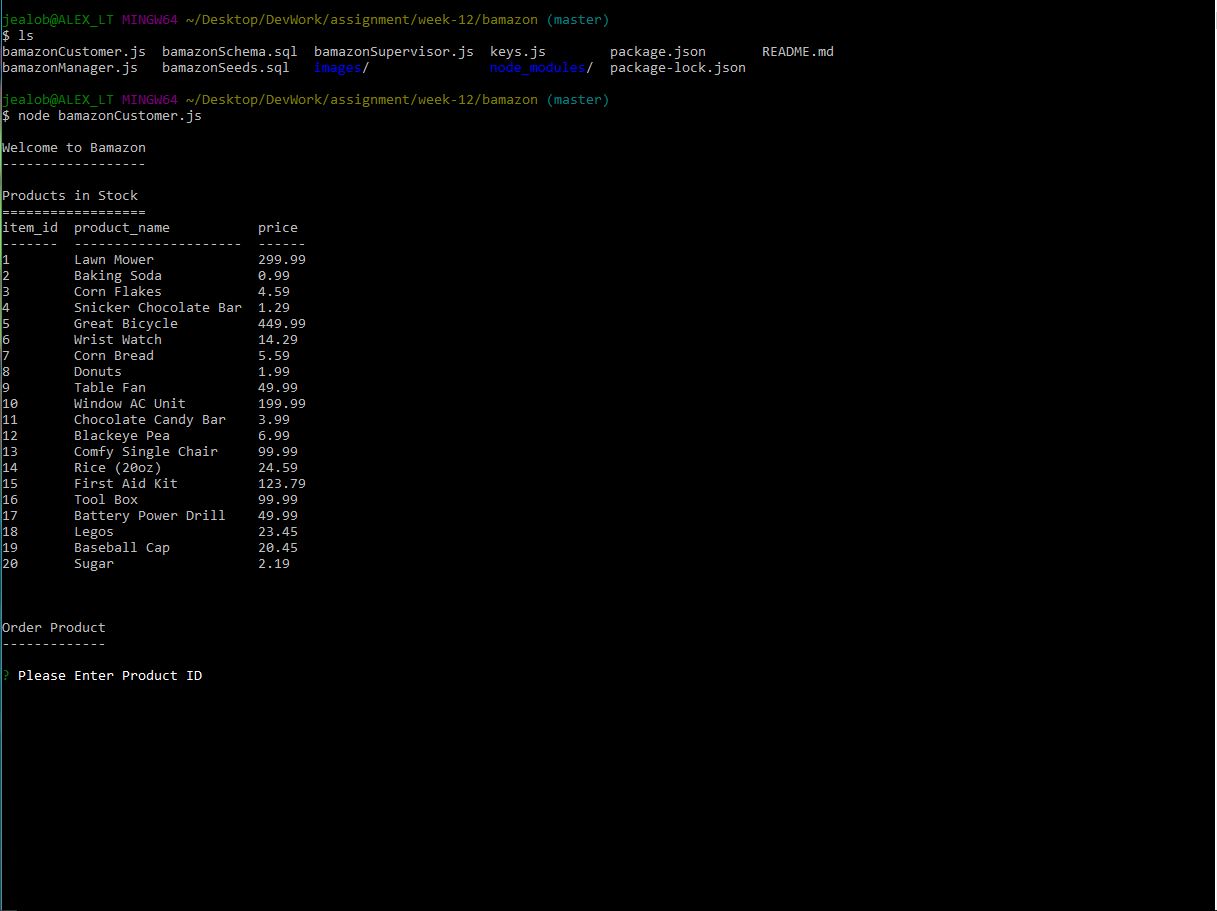 jealob@ALEX_LT MINGW64 ~/Desktop/DevWork/assignment/week-12/bamazon (master)
$ ls
bamazonCustomer.js  bamazonSchema.sql  bamazonSupervisor.js  keys.js        package.json       README.md
bamazonManager.js   bamazonSeeds.sql   images/               node_modules/  package-lock.json

jealob@ALEX_LT MINGW64 ~/Desktop/DevWork/assignment/week-12/bamazon (master)
$ node bamazonCustomer.js

Welcome to Bamazon
------------------

Products in Stock
==================
item_id  product_name           price
-------  ---------------------  ------
1        Lawn Mower             299.99
2        Baking Soda            0.99
3        Corn Flakes            4.59
4        Snicker Chocolate Bar  1.29
5        Great Bicycle          449.99
6        Wrist Watch            14.29
7        Corn Bread             5.59
8        Donuts                 1.99
9        Table Fan              49.99
10       Window AC Unit         199.99
11       Chocolate Candy Bar    3.99
12       Blackeye Pea           6.99
13       Comfy Single Chair     99.99
14       Rice (20oz)            24.59
15       First Aid Kit          123.79
16       Tool Box               99.99
17       Battery Power Drill    49.99
18       Legos                  23.45
19       Baseball Cap           20.45
20       Sugar                  2.19

Order Product
-------------

? Please Enter Product ID